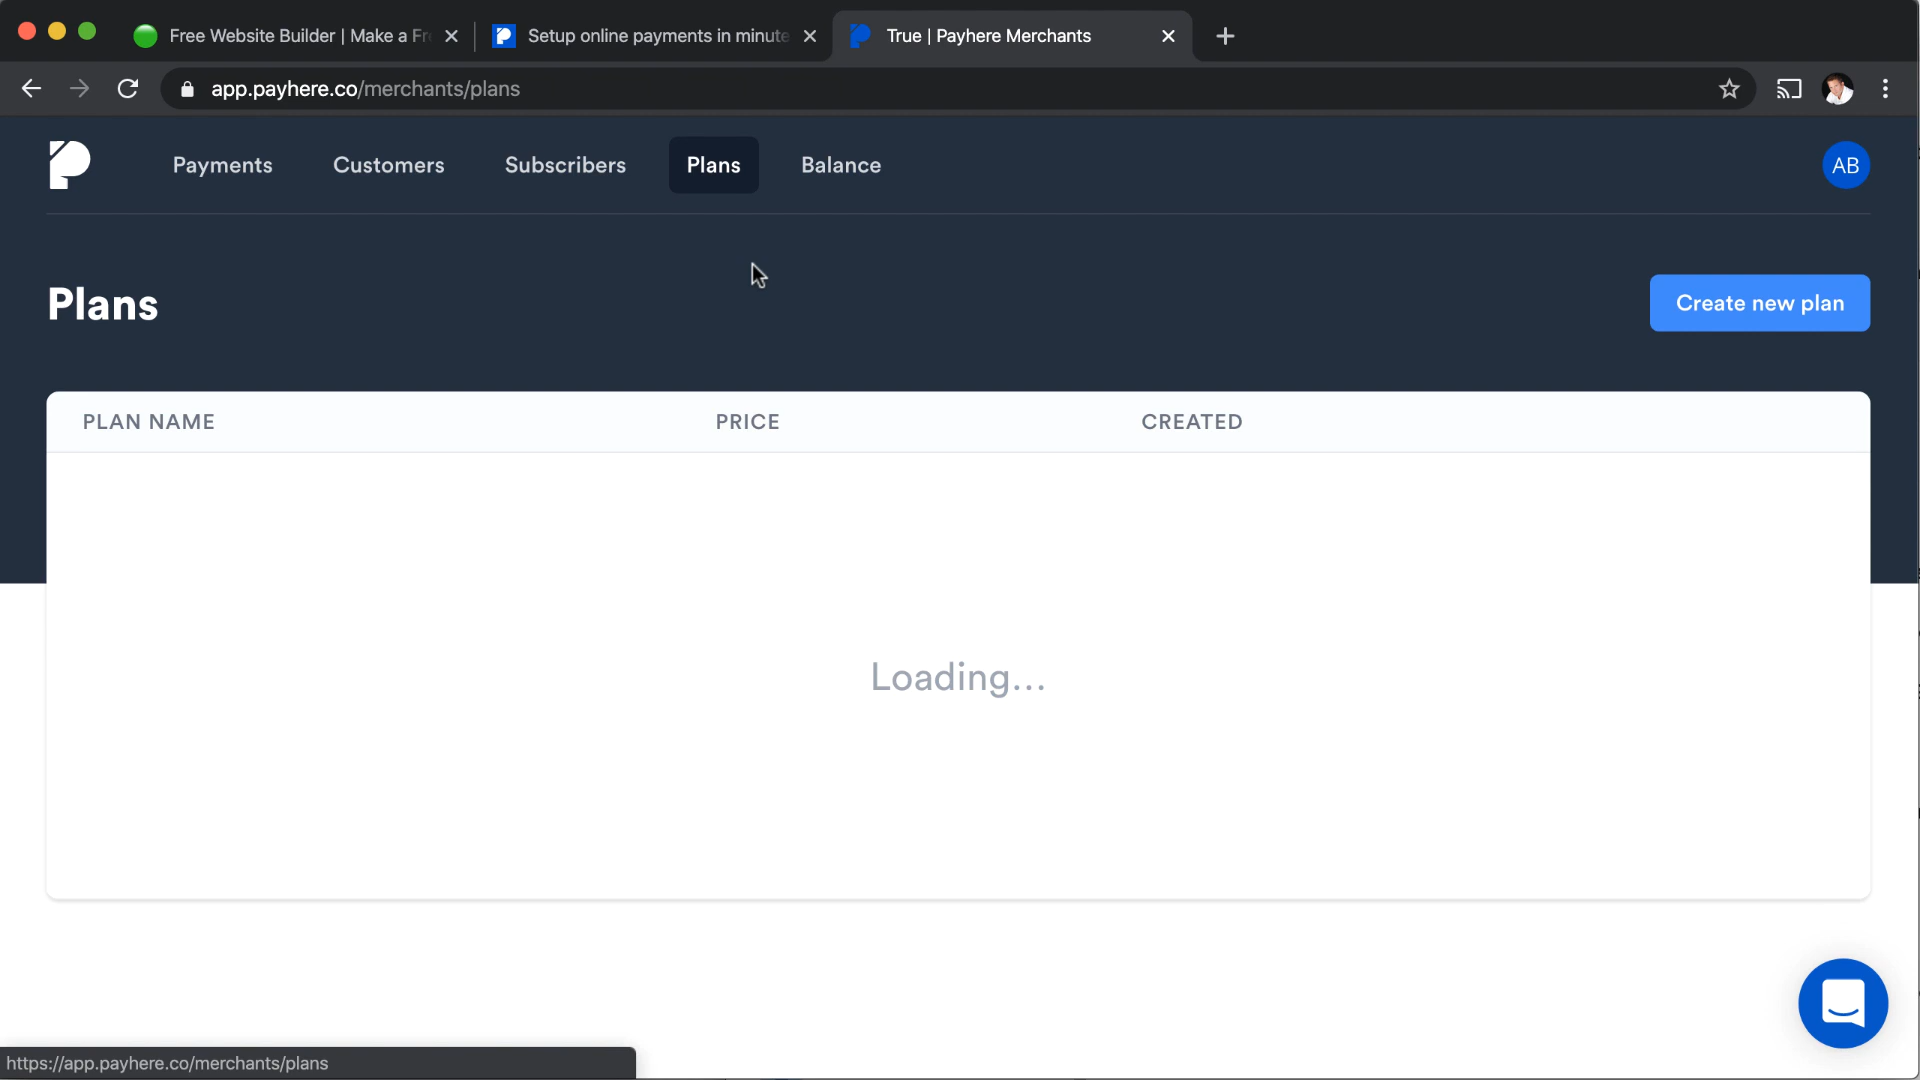 Free Website Builder | Make a Fr
Setup online payments in minute
True | Payhere Merchants
app.payhere.co/merchants/plans
Payments
Customers
Subscribers
Plans
Balance
AB
Plans
Create new plan
PLAN NAME
PRICE
CREATED
Loading...
https://app.payhere.co/merchants/plans